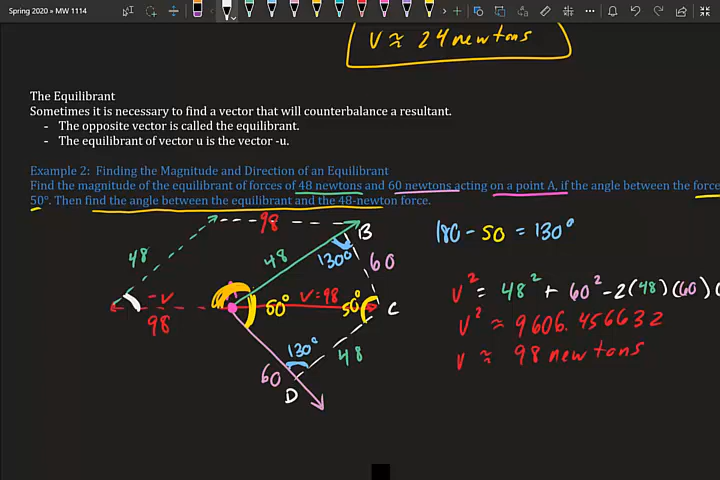 Spring 2020 » MW 1114
V ≈ 24 newtons
The Equilibrant
Sometimes it is necessary to find a vector that will counterbalance a resultant.
- The opposite vector is called the equilibrant.
- The equilibrant of vector u is the vector -u.
Example 2: Finding the Magnitude and Direction of an Equilibrant
Find the magnitude of the equilibrant of forces of 48 newtons and 60 newtons acting on a point A, if the angle between the force
50°. Then find the angle between the equilibrant and the 48-newton force.
98
B
180 - 50 = 130°
48
48
130°
60
-v
98
50°
V = 98
50°
C
V² = 48² + 60² - 2(48)(60)(
V² ≈ 9606.456632
130°
48
V ≈ 98 newtons
60
D